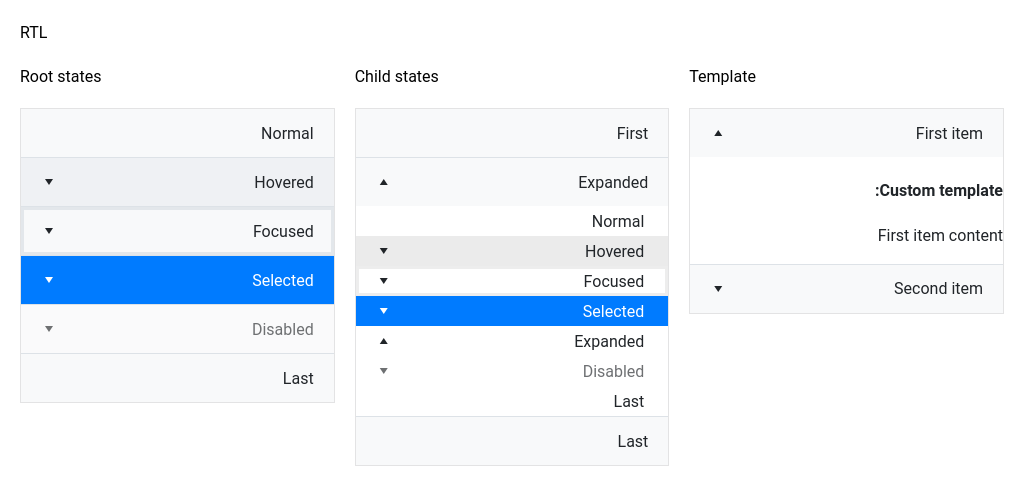 RTL
Root states
Normal
Hovered
Focused
Selected
Disabled
Last
Child states
First
Expanded
Normal
Hovered
Focused
Selected
Expanded
Disabled
Last
Last
Template
First item
:Custom template
First item content
Second item